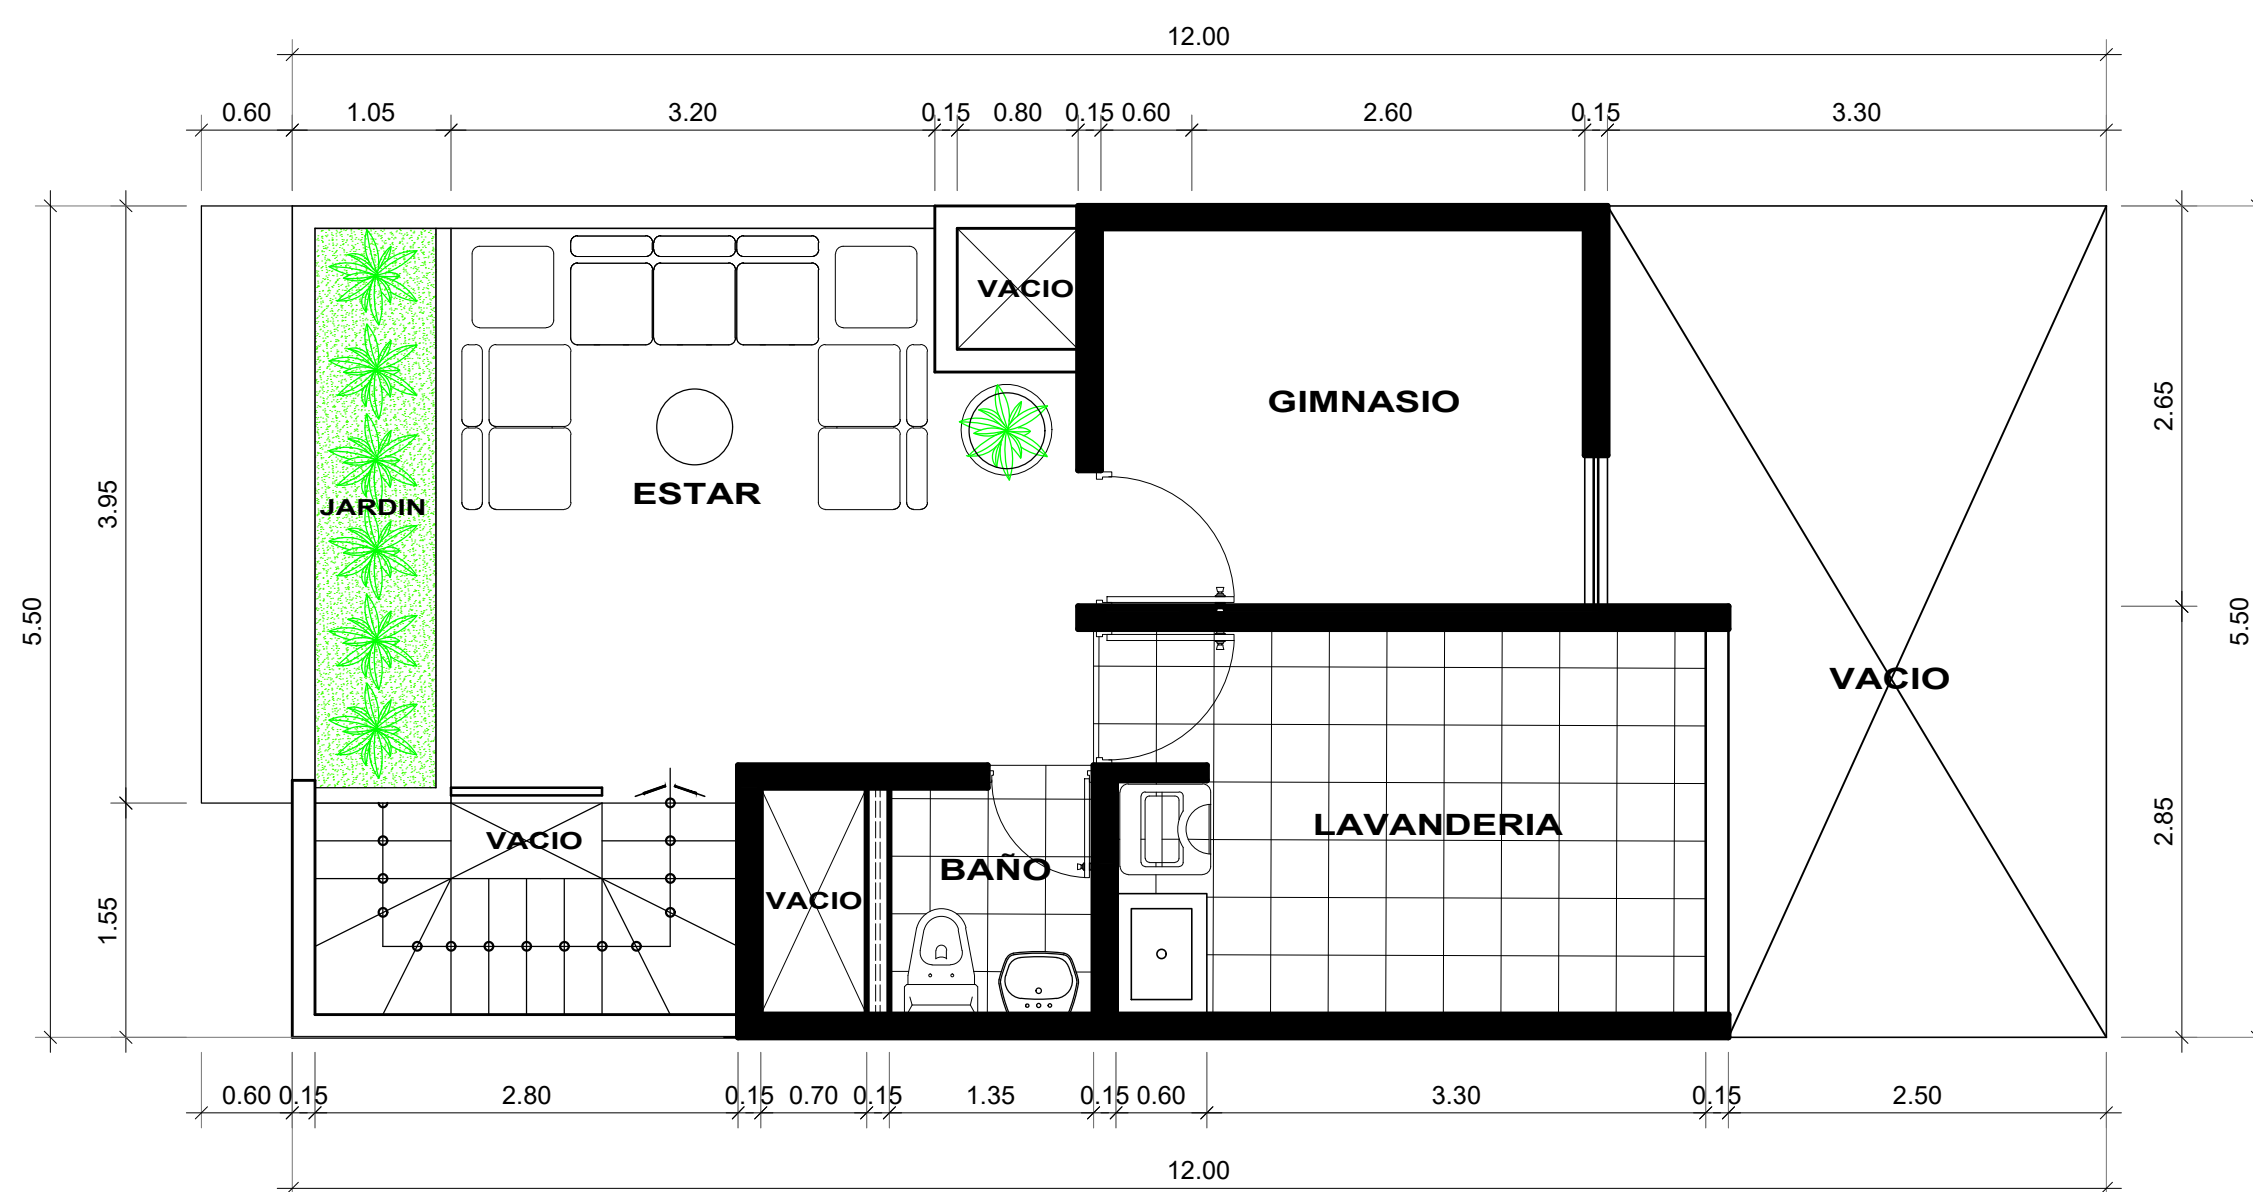 12.00
0.60 1.05 3.20 0.15 0.80 0.15 0.60 2.60 0.15 3.30
VACIO
GIMNASIO
2.65
ESTAR
3.95
JARDIN
5.50
5.50
VACIO
LAVANDERIA
2.85
VACIO
BAÑO
VACIO
1.55
0.60 0.15 2.80 0.15 0.70 0.15 1.35 0.15 0.60 3.30 0.15 2.50
12.00